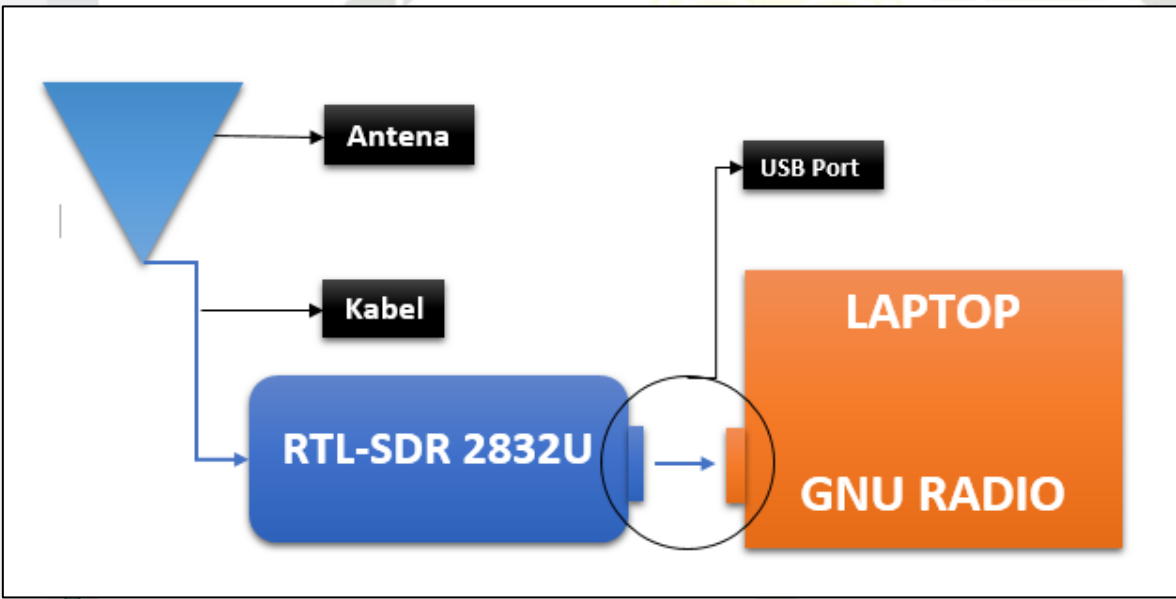 Antena
USB Port
Kabel
LAPTOP
RTL-SDR 2832U
GNU RADIO